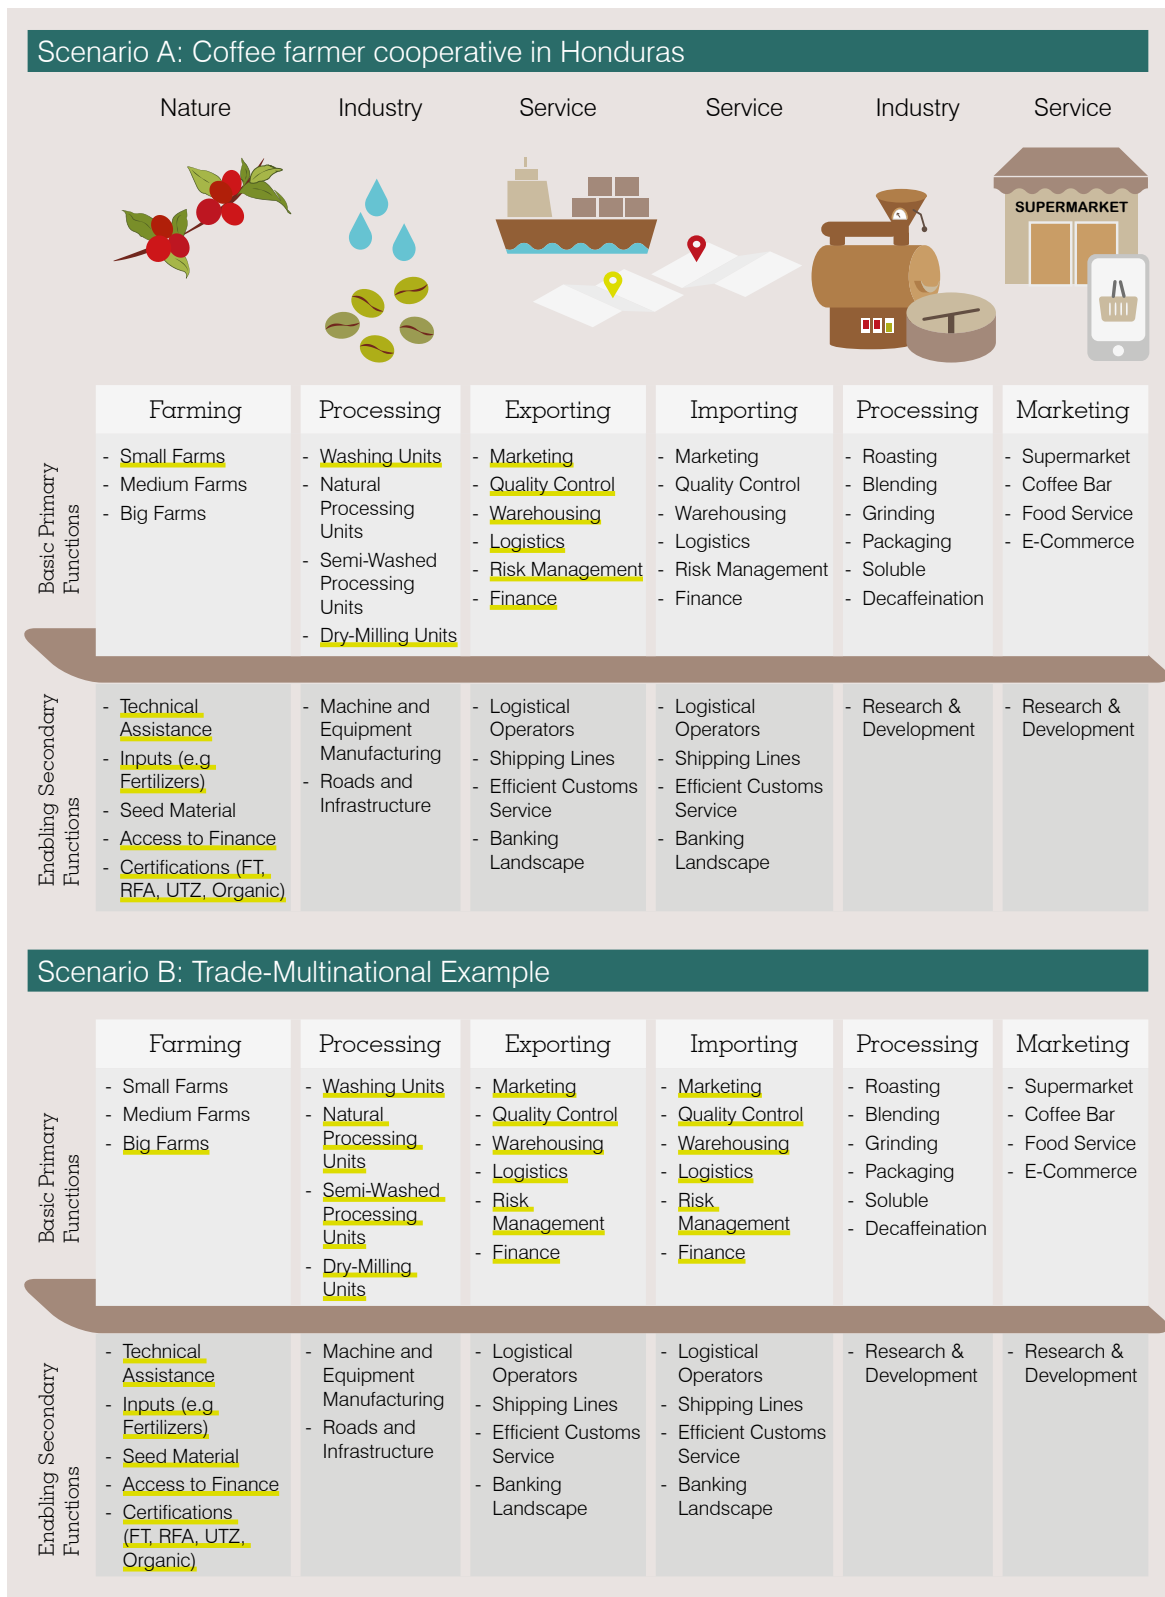 Scenario A: Coffee farmer cooperative in Honduras
Nature
Industry
Service
Service
Industry
Service
SUPERMARKET
Basic Primary
Functions
Farming
- Small Farms
- Medium Farms
- Big Farms
Processing
- Washing Units
- Natural
Processing
Units
- Semi-Washed
Processing
Units
- Dry-Milling Units
Exporting
- Marketing
- Quality Control
- Warehousing
- Logistics
- Risk Management
- Finance
Importing
- Marketing
- Quality Control
- Warehousing
- Logistics
- Risk Management
- Finance
Processing
- Roasting
- Blending
- Grinding
- Packaging
- Soluble
- Decaffeination
Marketing
- Supermarket
- Coffee Bar
- Food Service
- E-Commerce
Enabling Secondary
Functions
- Technical
Assistance
- Inputs (e.g
Fertilizers)
- Seed Material
- Access to Finance
- Certifications (FT,
RFA, UTZ, Organic)
- Machine and
Equipment
Manufacturing
- Roads and
Infrastructure
- Logistical
Operators
- Shipping Lines
- Efficient Customs
Service
- Banking
Landscape
- Logistical
Operators
- Shipping Lines
- Efficient Customs
Service
- Banking
Landscape
- Research &
Development
- Research &
Development
Scenario B: Trade-Multinational Example
Basic Primary
Functions
Farming
- Small Farms
- Medium Farms
- Big Farms
Processing
- Washing Units
- Natural
Processing
Units
- Semi-Washed
Processing
Units
- Dry-Milling
Units
Exporting
- Marketing
- Quality Control
- Warehousing
- Logistics
- Risk
Management
- Finance
Importing
- Marketing
- Quality Control
- Warehousing
- Logistics
- Risk
Management
- Finance
Processing
- Roasting
- Blending
- Grinding
- Packaging
- Soluble
- Decaffeination
Marketing
- Supermarket
- Coffee Bar
- Food Service
- E-Commerce
Enabling Secondary
Functions
- Technical
Assistance
- Inputs (e.g
Fertilizers)
- Seed Material
- Access to Finance
- Certifications
(FT, RFA, UTZ,
Organic)
- Machine and
Equipment
Manufacturing
- Roads and
Infrastructure
- Logistical
Operators
- Shipping Lines
- Efficient Customs
Service
- Banking
Landscape
- Logistical
Operators
- Shipping Lines
- Efficient Customs
Service
- Banking
Landscape
- Research &
Development
- Research &
Development